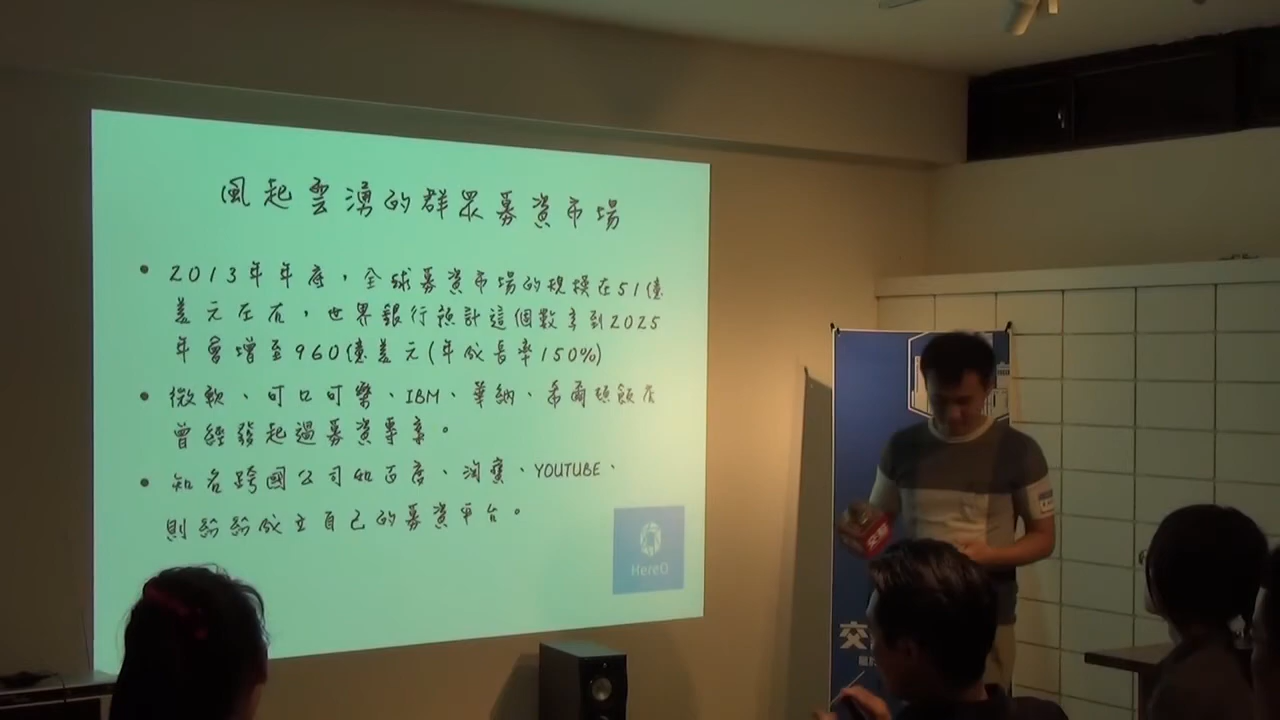 風起雲湧的群眾募資市場
• 2013年年底，全球募資市場的規模在51億
美元左右，世界銀行預計這個數字到2025
年會增至960億美元(年成長率150%)
• 微軟、可口可樂、IBM、華納、希爾頓飯店
曾經發起過募資專案。
• 知名跨國公司如百度、淘寶、YOUTUBE、
則紛紛成立自己的募資平台。
HereO
交